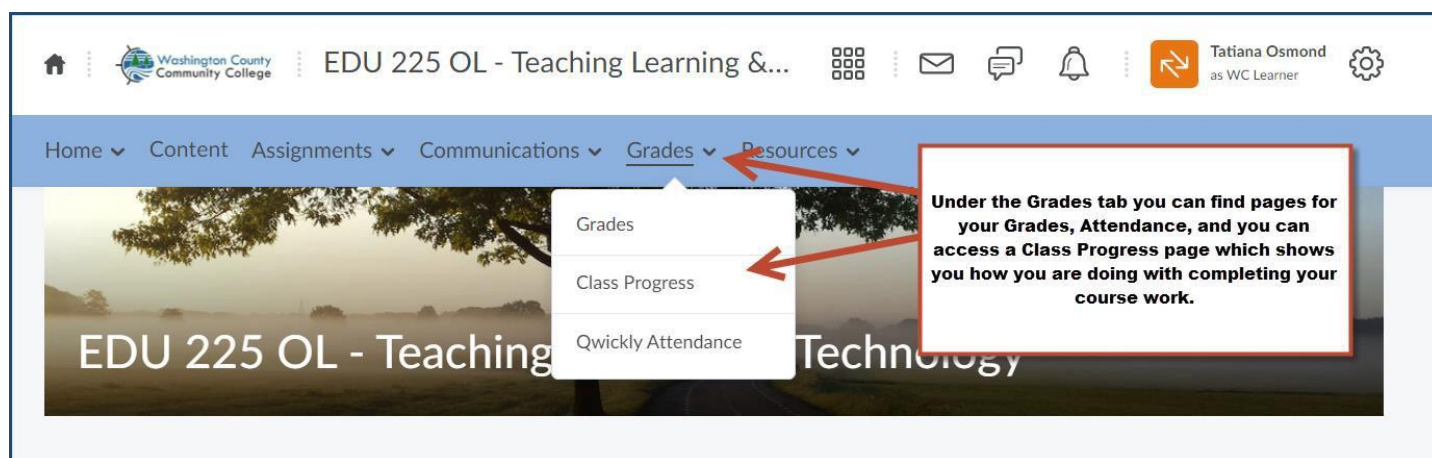 Washington County
Community College
EDU 225 OL - Teaching Learning &...
Tatiana Osmond
as WC Learner
Home Content Assignments Communications Grades Resources
Grades
Class Progress
Qwickly Attendance
Under the Grades tab you can find pages for
your Grades, Attendance, and you can
access a Class Progress page which shows
you how you are doing with completing your
course work.
EDU 225 OL - Teaching Technology